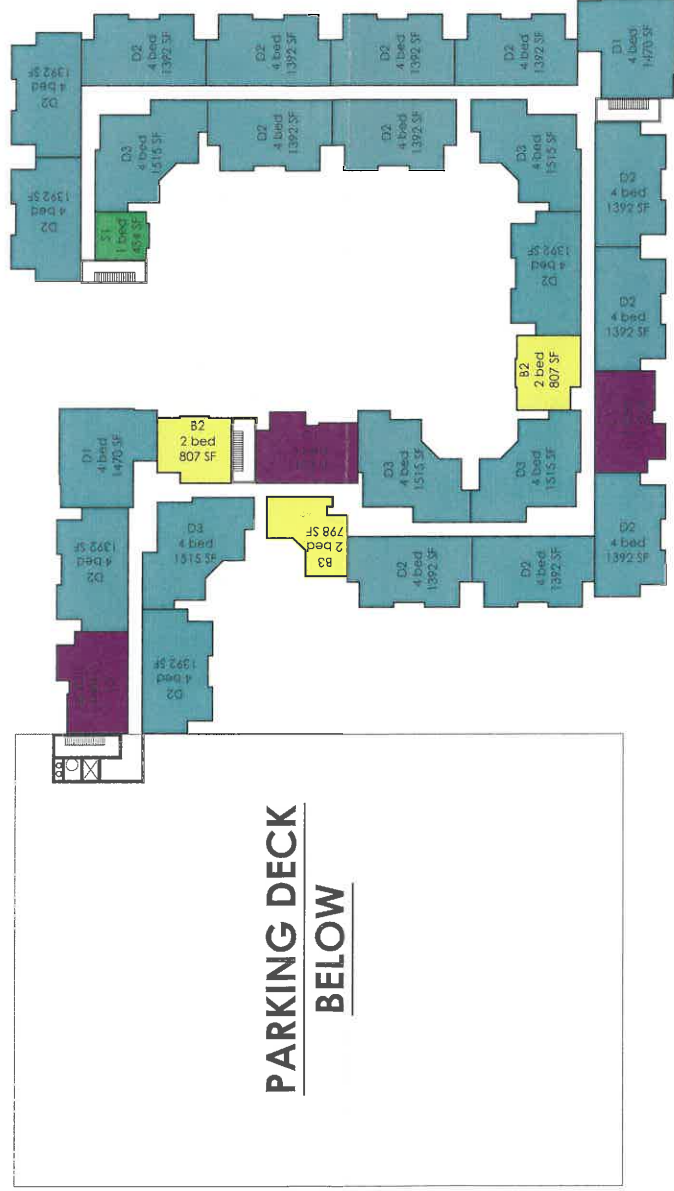 D2
4 bed
1392 SF
D2
4 bed
1392 SF
D2
4 bed
1392 SF
D2
4 bed
1392 SF
D1
4 bed
1470 SF
D2
4 bed
1392 SF
D2
4 bed
1392 SF
D3
4 bed
1515 SF
D2
4 bed
1392 SF
D2
4 bed
1392 SF
D3
4 bed
1515 SF
S1
1 bed
454 SF
D2
4 bed
1392 SF
D2
4 bed
1392 SF
D2
4 bed
1392 SF
B2
2 bed
807 SF
D1
4 bed
1470 SF
B2
2 bed
807 SF
D3
4 bed
1515 SF
D3
4 bed
1515 SF
D2
4 bed
1392 SF
D3
4 bed
1515 SF
B3
2 bed
798 SF
D2
4 bed
1392 SF
D2
4 bed
1392 SF
D2
4 bed
1392 SF
D2
4 bed
1392 SF
PARKING DECK
BELOW